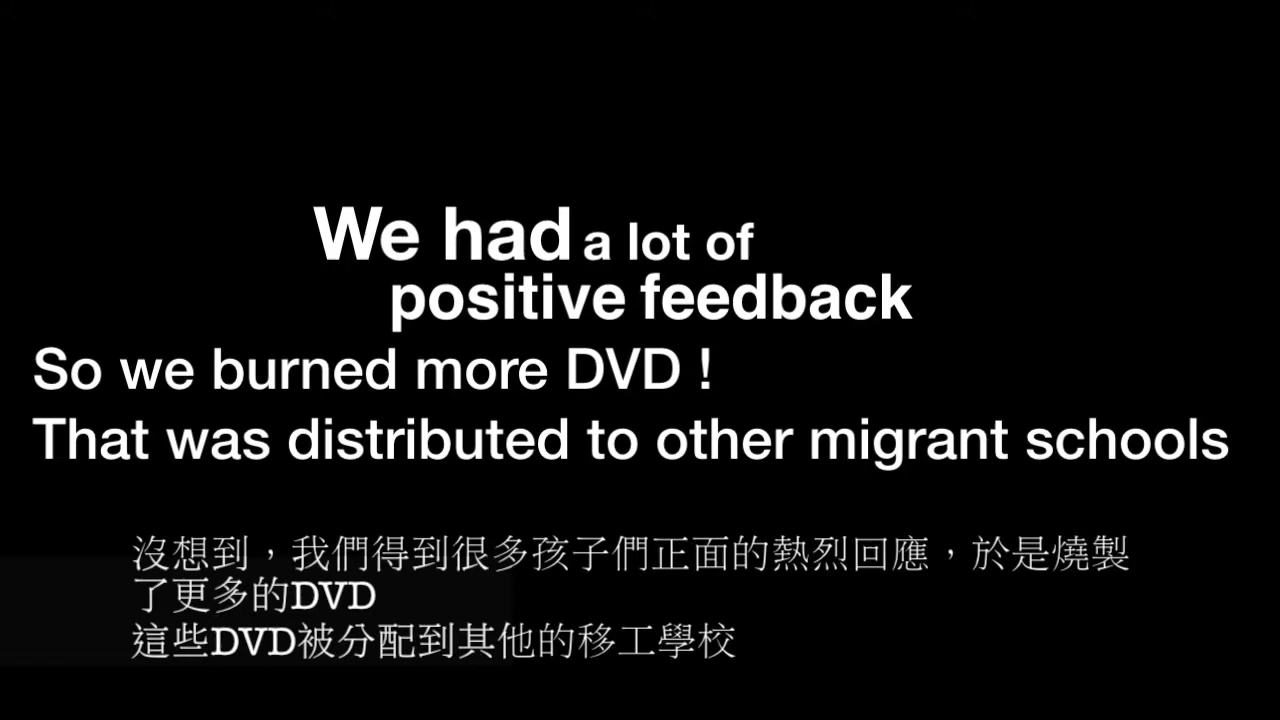 We had a lot of
positive feedback
So we burned more DVD !
That was distributed to other migrant schools
沒想到，我們得到很多孩子們正面的熱烈回應，於是燒製
了更多的DVD
這些DVD被分配到其他的移工學校